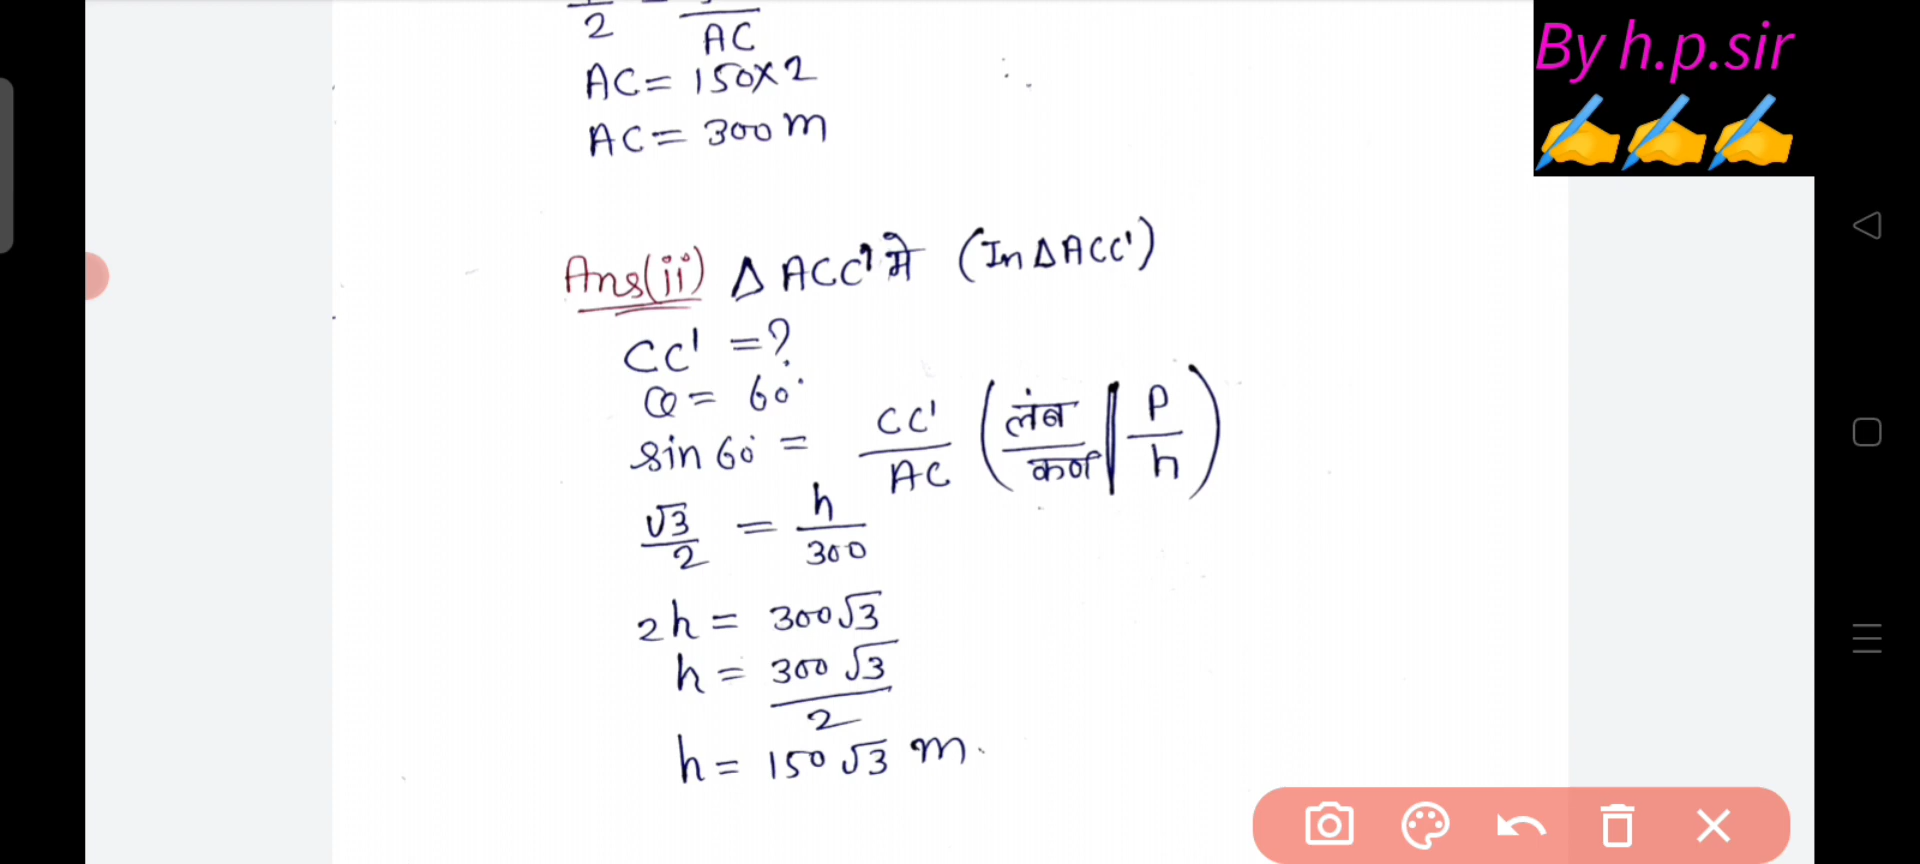 2 AC
AC = 150×2
AC = 300 m
By h.p.sir
Ans(ii) Δ ACC' में (In Δ ACC')
CC' = ?
Q = 60°
sin 60° = CC'/AC (लंब/कर्ण | P/h)
√3/2 = h/300
2h = 300√3
h = 300√3/2
h = 150√3 m.